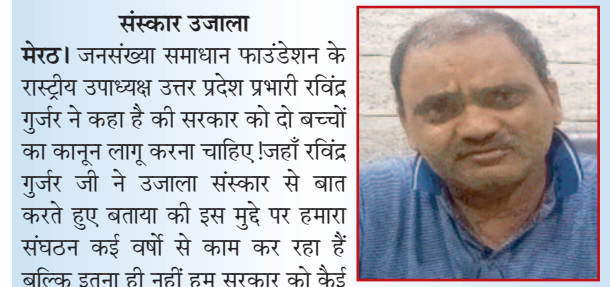 संस्कार उजाला
मेरठ। जनसंख्या समाधान फाउंडेशन के
रास्ट्रीय उपाध्यक्ष उत्तर प्रदेश प्रभारी रविंद्र
गुर्जर ने कहा है की सरकार को दो बच्चों
का कानून लागू करना चाहिए !जहाँ रविंद्र
गुर्जर जी ने उजाला संस्कार से बात
करते हुए बताया की इस मुद्दे पर हमारा
संघठन कई वर्षो से काम कर रहा हैं
बल्कि इतना ही नहीं हम सरकार को कैई